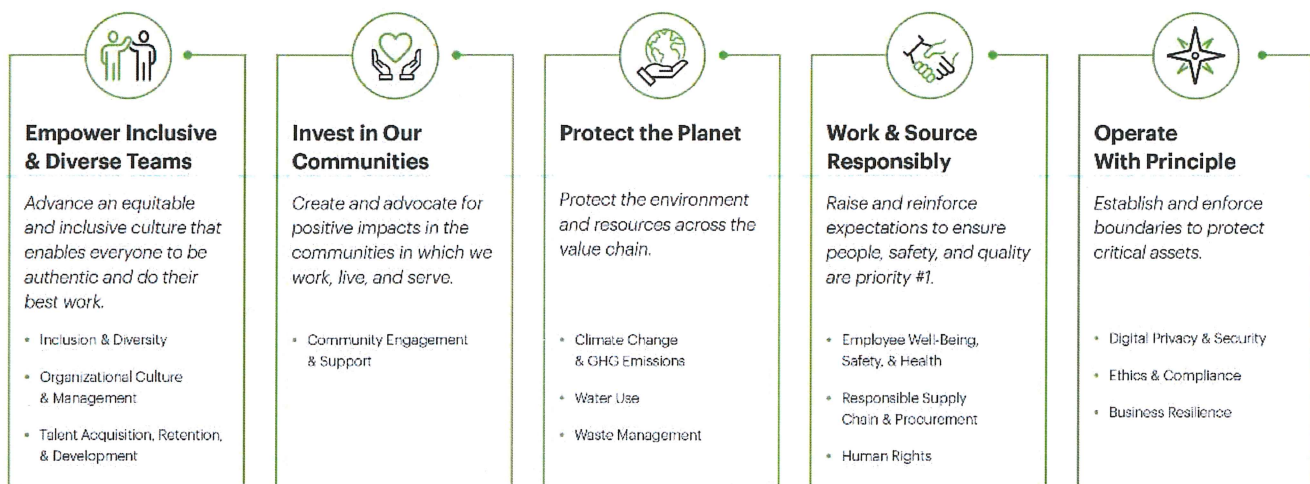 Empower Inclusive
& Diverse Teams
Advance an equitable
and inclusive culture that
enables everyone to be
authentic and do their
best work.
• Inclusion & Diversity
• Organizational Culture
& Management
• Talent Acquisition, Retention,
& Development
Invest in Our
Communities
Create and advocate for
positive impacts in the
communities in which we
work, live, and serve.
• Community Engagement
& Support
Protect the Planet
Protect the environment
and resources across the
value chain.
• Climate Change
& GHG Emissions
• Water Use
• Waste Management
Work & Source
Responsibly
Raise and reinforce
expectations to ensure
people, safety, and quality
are priority #1.
• Employee Well-Being,
Safety, & Health
• Responsible Supply
Chain & Procurement
• Human Rights
Operate
With Principle
Establish and enforce
boundaries to protect
critical assets.
• Digital Privacy & Security
• Ethics & Compliance
• Business Resilience